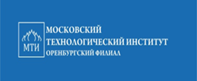 МТИ
МОСКОВСКИЙ
ТЕХНОЛОГИЧЕСКИЙ ИНСТИТУТ
ОРЕНБУРГСКИЙ ФИЛИАЛ